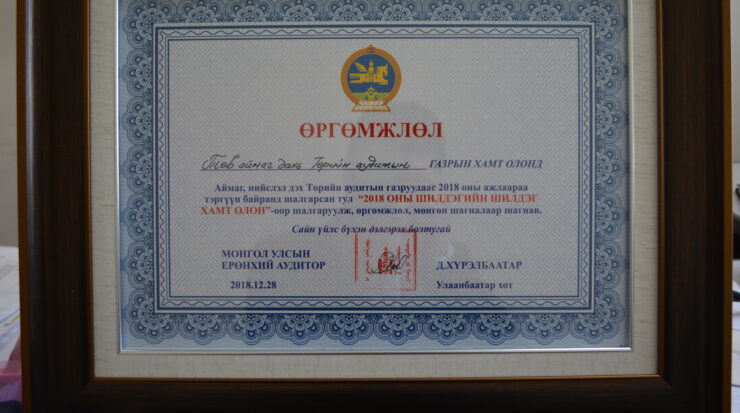 ӨРГӨМЖЛӨЛ
Төв аймаг дахь Төрийн аудитын ГАЗРЫН ХАМТ ОЛОНД
Аймаг, нийслэл дэх Төрийн аудитын газруудаас 2018 оны ажлаараа
тэргүүн байранд шалгарсан тул "2018 ОНЫ ШИЛДЭГИЙН ШИЛДЭГ
ХАМТ ОЛОН"-оор шалгаруулж, өргөмжлөл, мөнгөн шагналаар шагнав.
Сайн үйлс бүхэн дэлгэрэх болтугай
МОНГОЛ УЛСЫН
ЕРӨНХИЙ АУДИТОР
Д.ХҮРЭЛБААТАР
2018.12.28
Улаанбаатар хот